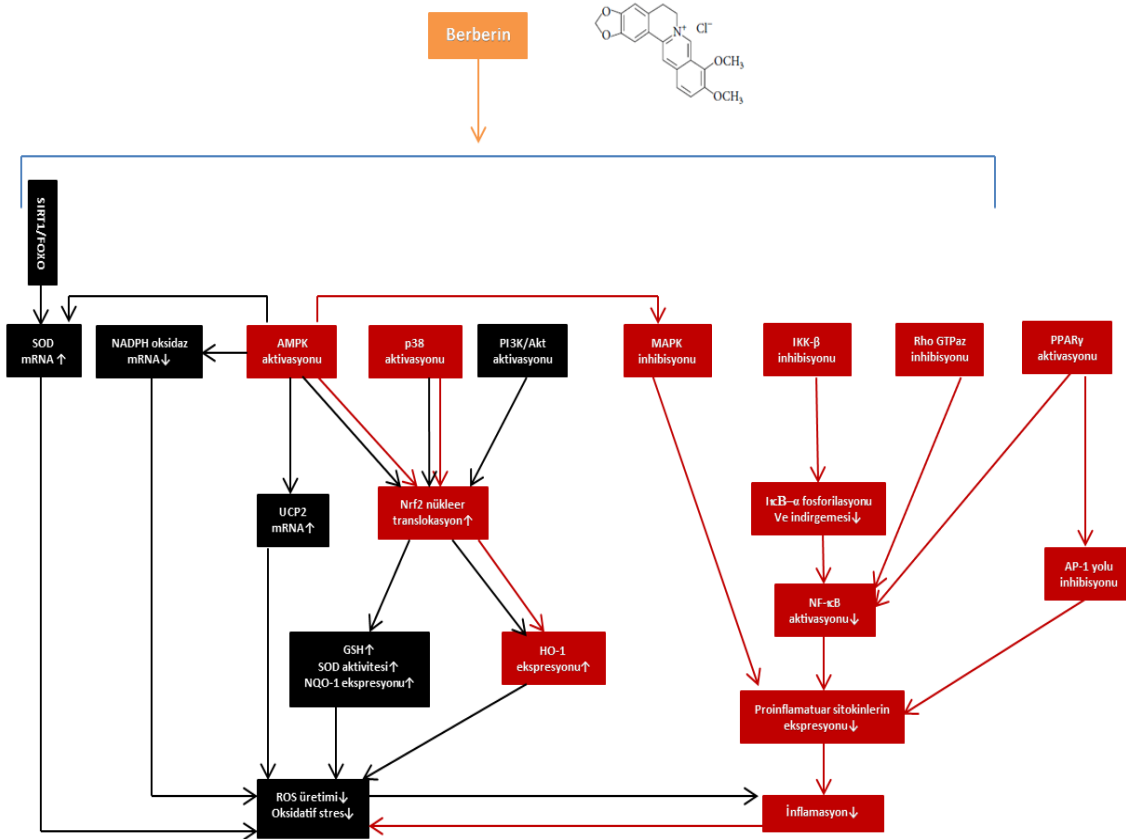 Berberin
O
O
N+
Cl−
OCH3
OCH3
SIRT1/FOXO
SOD
mRNA ↑
NADPH oksidaz
mRNA↓
AMPK
aktivasyonu
p38
aktivasyonu
PI3K/Akt
aktivasyonu
MAPK
inhibisyonu
IKK-β
inhibisyonu
Rho GTPaz
inhibisyonu
PPARγ
aktivasyonu
UCP2
mRNA↑
Nrf2 nükleer
translokasyon↑
IκB–α fosforilasyonu
Ve indirgemesi↓
AP-1 yolu
inhibisyonu
NF-κB
aktivasyonu↓
GSH↑
SOD aktivitesi↑
NQO-1 ekspresyonu↑
HO-1
ekspresyonu↑
Proinflamatuar sitokinlerin
ekspresyonu↓
ROS üretimi↓
Oksidatif stres↓
İnflamasyon↓